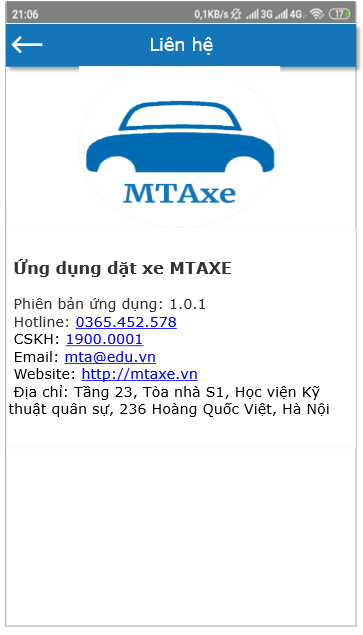 21:06 0,1KB/s 3G 4G 17
Liên hệ
MTAxe
Ứng dụng dặt xe MTAXE
Phiên bản ứng dụng: 1.0.1
Hotline: 0365.452.578
CSKH: 1900.0001
Email: mta@edu.vn
Website: http://mtaxe.vn
Địa chỉ: Tầng 23, Tòa nhà S1, Học viện Kỹ
thuật quân sự, 236 Hoàng Quốc Việt, Hà Nội